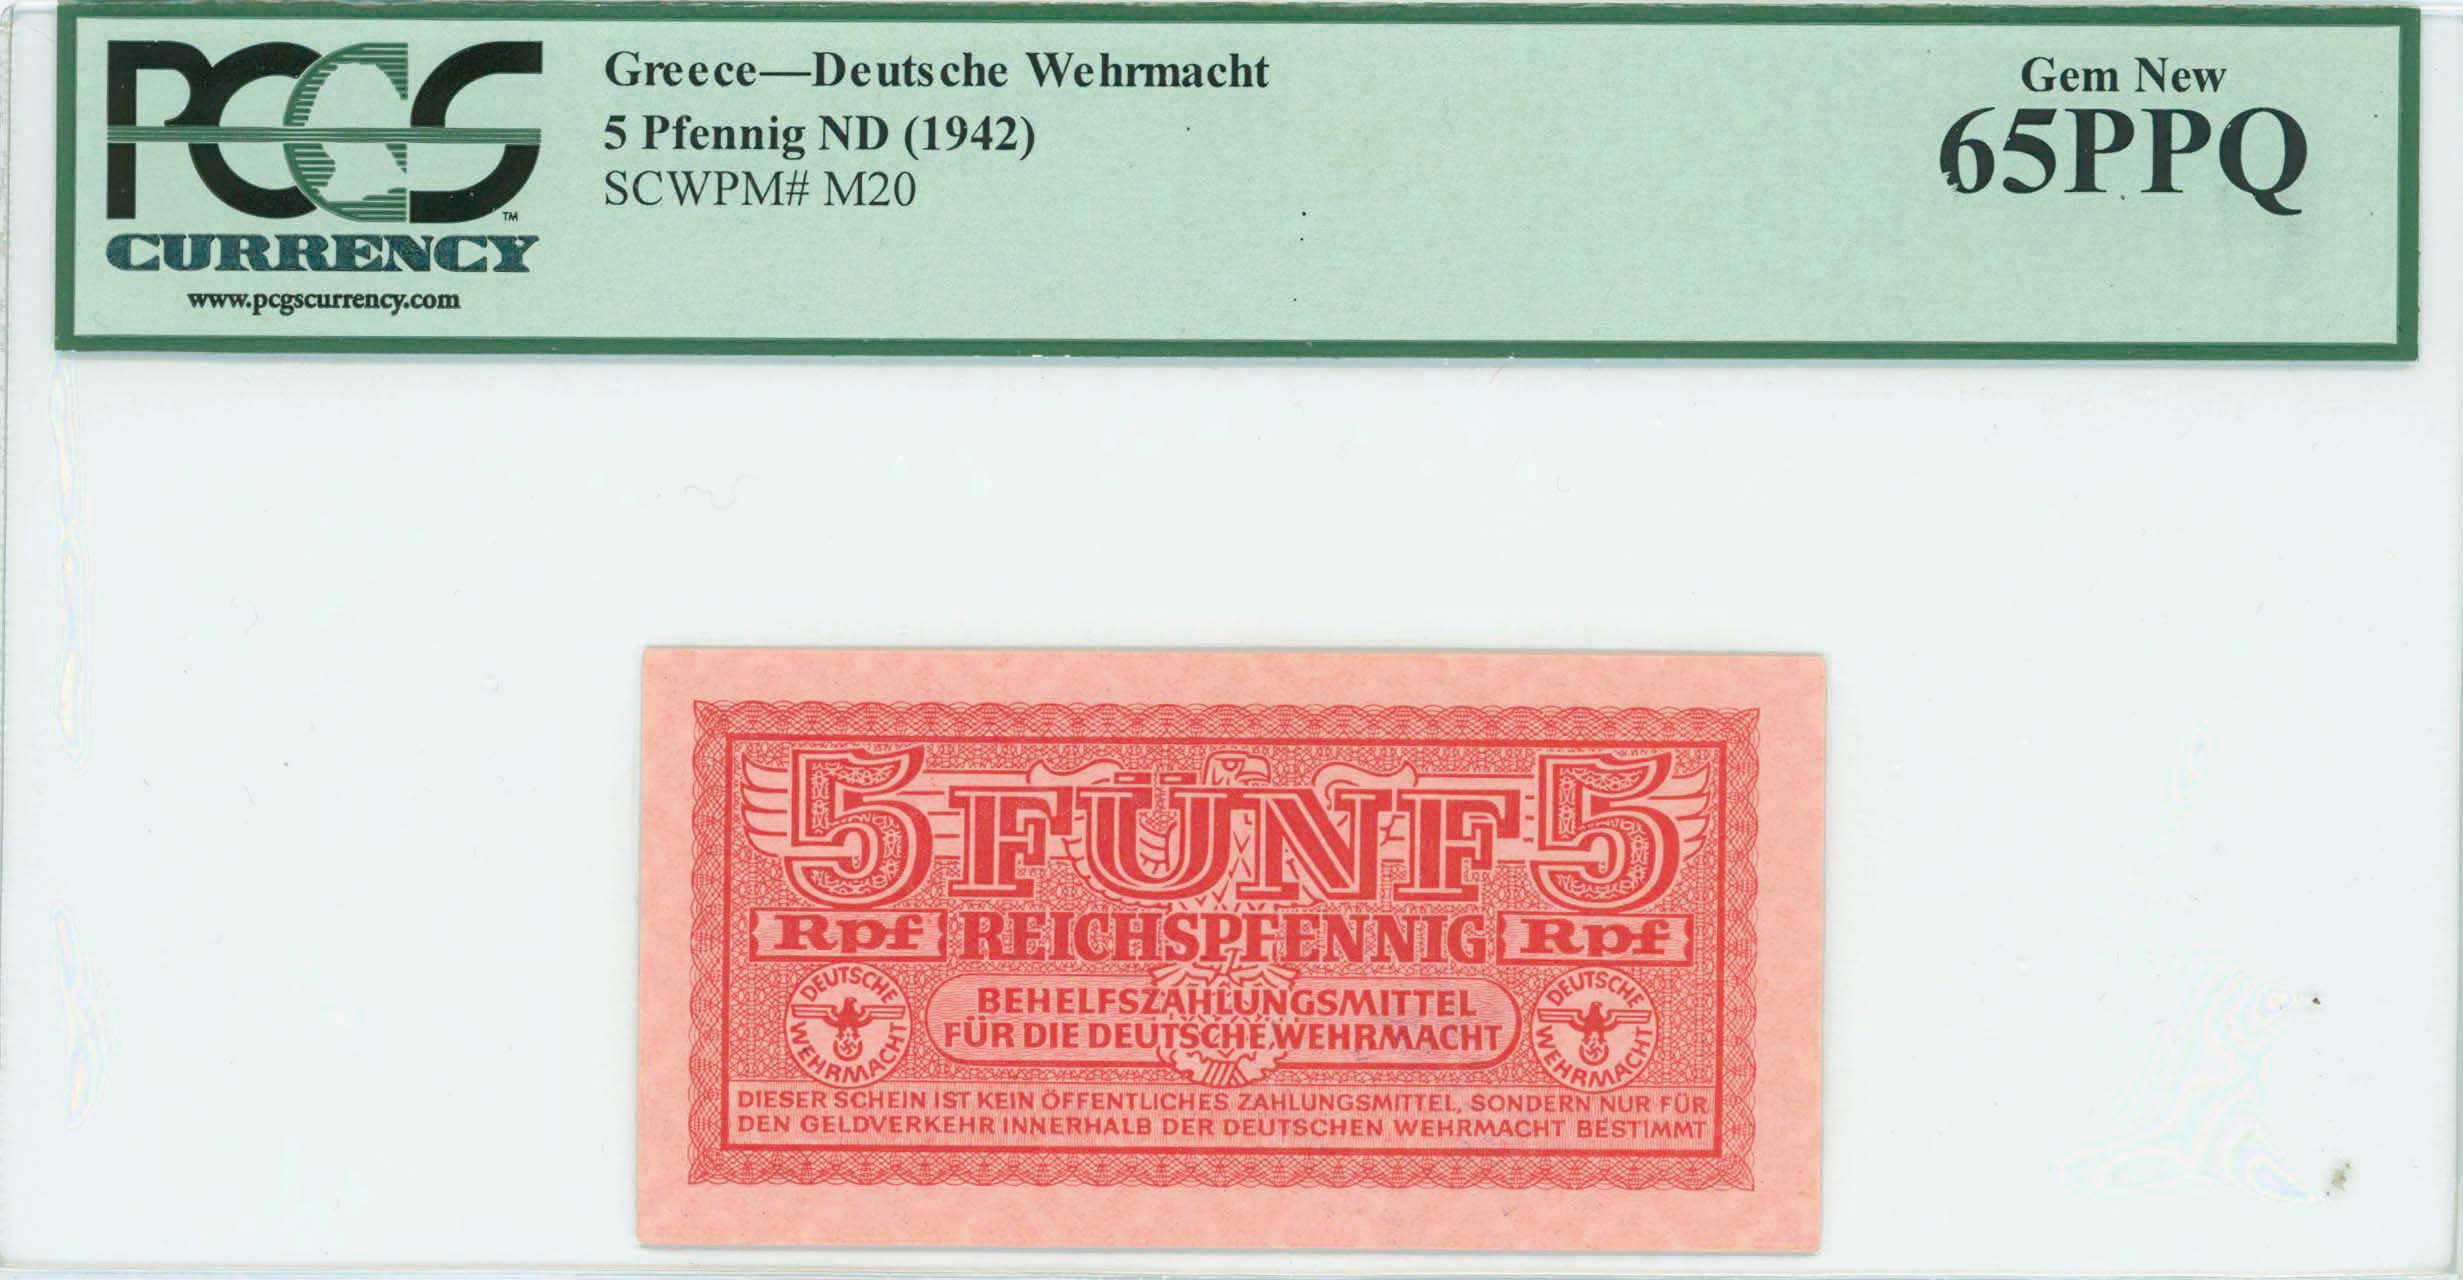 PCGS
TM
CURRENCY
www.pcgscurrency.com
Greece—Deutsche Wehrmacht
5 Pfennig ND (1942)
SCWPM# M20
Gem New
65PPQ
5 FÜNF 5
Rpf REICHSPFENNIG Rpf
DEUTSCHE WEHRMACHT
BEHELFSZAHLUNGSMITTEL
FÜR DIE DEUTSCHE WEHRMACHT
DEUTSCHE WEHRMACHT
DIESER SCHEIN IST KEIN ÖFFENTLICHES ZAHLUNGSMITTEL, SONDERN NUR FÜR
DEN GELDVERKEHR INNERHALB DER DEUTSCHEN WEHRMACHT BESTIMMT